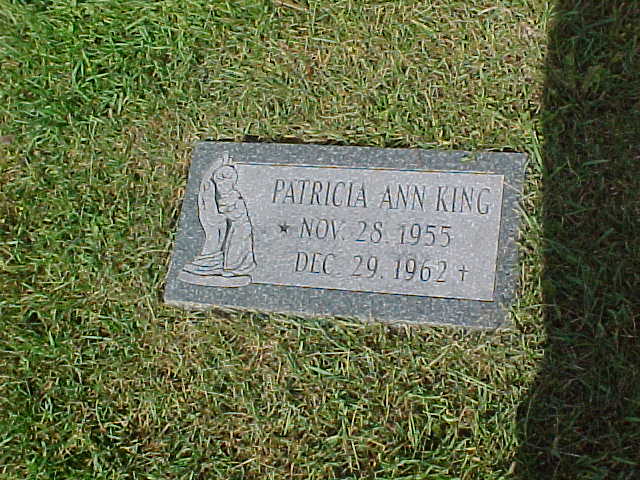 PATRICIA ANN KING
★ NOV. 28. 1955
DEC. 29. 1962 ✝